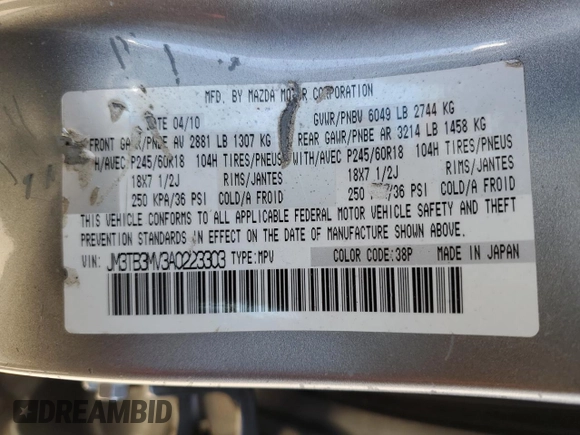 MFD. BY MAZDA MOTOR CORPORATION
DATE 04/10 GVWR/PNBV 6049 LB 2744 KG
FRONT GAWR/PNBE AV 2881 LB 1307 KG REAR GAWR/PNBE AR 3214 LB 1458 KG
WITH/AVEC P245/60R18 104H TIRES/PNEUS WITH/AVEC P245/60R18 104H TIRES/PNEUS
18X7 1/2J RIMS/JANTES 18X7 1/2J RIMS/JANTES
250 KPA/36 PSI COLD/A FROID 250 /36 PSI COLD/A FROID
THIS VEHICLE CONFORMS TO ALL APPLICABLE FEDERAL MOTOR VEHICLE SAFETY AND THEFT
PREVENTION STANDARDS IN EFFECT ON THE DATE OF MANUFACTURE SHOWN ABOVE.
VIN: JM3TB3MV3A0223303 TYPE:MPV COLOR CODE:38P MADE IN JAPAN
DREAMBID